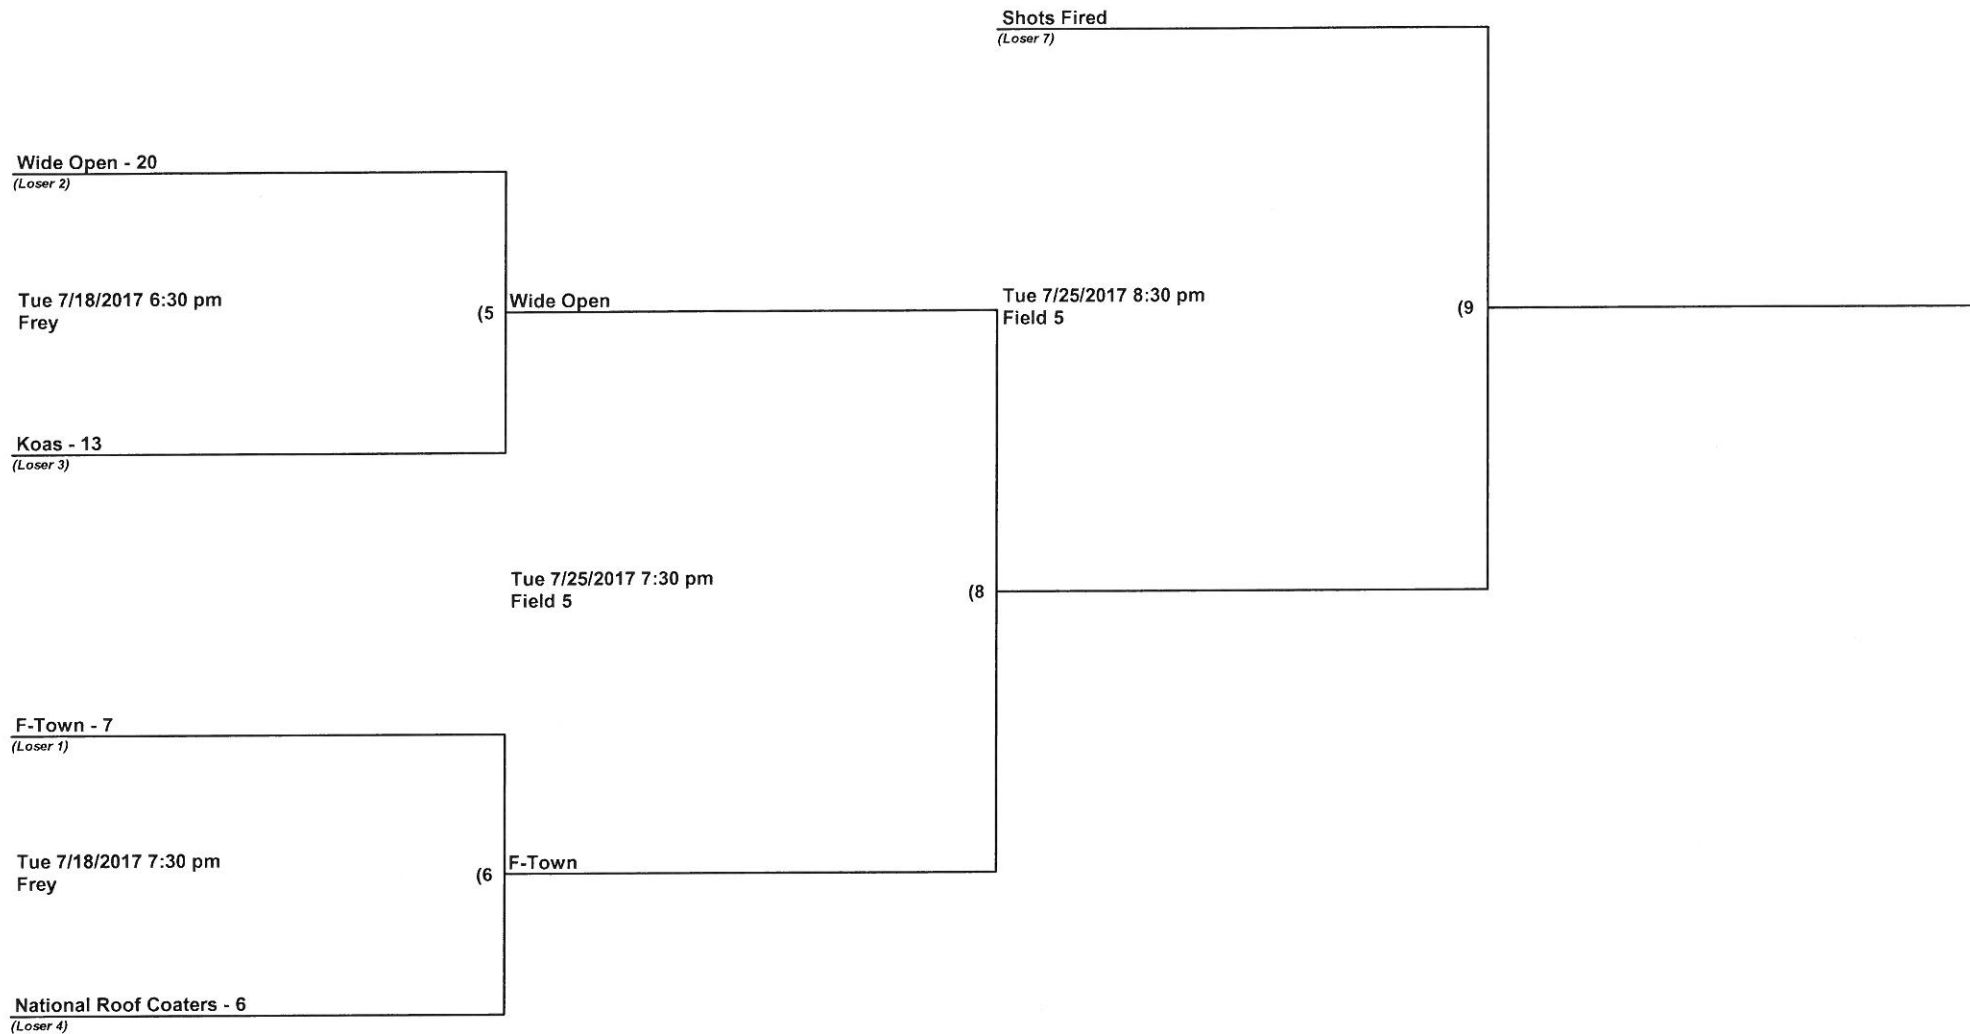 Shots Fired
(Loser 7)
Wide Open - 20
(Loser 2)
Tue 7/18/2017 6:30 pm
Frey
(5
Wide Open
Koas - 13
(Loser 3)
Tue 7/25/2017 8:30 pm
Field 5
(9
Tue 7/25/2017 7:30 pm
Field 5
(8
F-Town - 7
(Loser 1)
Tue 7/18/2017 7:30 pm
Frey
(6
F-Town
National Roof Coaters - 6
(Loser 4)